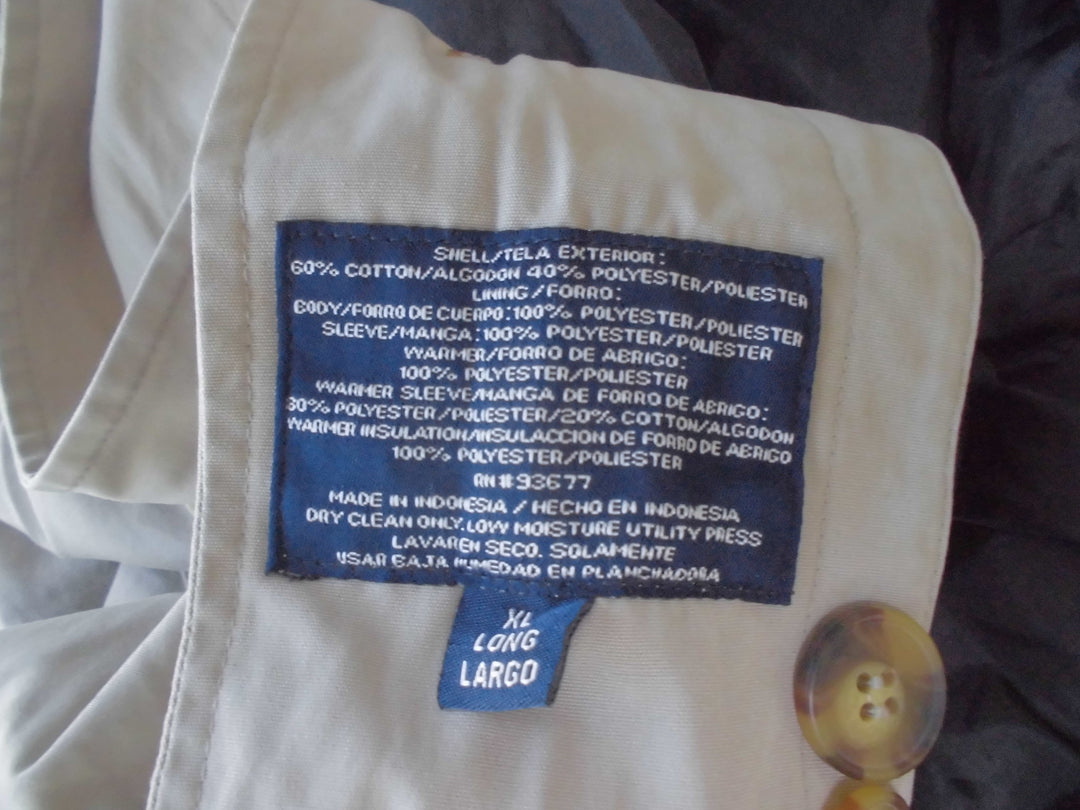 SHELL/TELA EXTERIOR:
60% COTTON/ALGODON 40% POLYESTER/POLIESTER
LINING/FORRO:
BODY/FORRO DE CUERPO:100% POLYESTER/POLIESTER
SLEEVE/MANGA:100% POLYESTER/POLIESTER
WARMER/FORRO DE ABRIGO:
100% POLYESTER/POLIESTER
WARMER SLEEVE/MANGA DE FORRO DE ABRIGO:
80% POLYESTER/POLIESTER/20% COTTON/ALGODON
WARMER INSULATION/INSULACCION DE FORRO DE ABRIGO
100% POLYESTER/POLIESTER
RN#93677
MADE IN INDONESIA / HECHO EN INDONESIA
DRY CLEAN ONLY.LOW MOISTURE UTILITY PRESS
LAVAR EN SECO. SOLAMENTE
USAR BAJA HUMEDAD EN PLANCHADORA
XL
LONG
LARGO